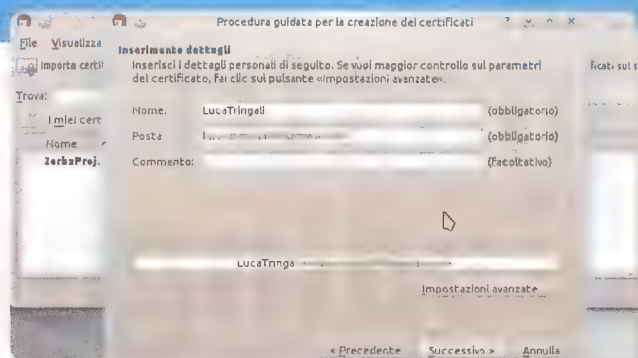 Procedura guidata per la creazione dei certificati ?
File Visualizza
Inserimento dettagli
Importa certif
Inserisci i dettagli personali di seguito. Se vuoi maggior controllo sui parametri
ficati sul s
del certificato, fai clic sul pulsante «Impostazioni avanzate».
Trova:
Nome: LucaTringali (obbligatorio)
I miei cert
Posta (obbligatorio)
Nome
ZerbaProj. Commento: (facoltativo)
LucaTringa
Impostazioni avanzate
< Precedente Successivo > Annulla